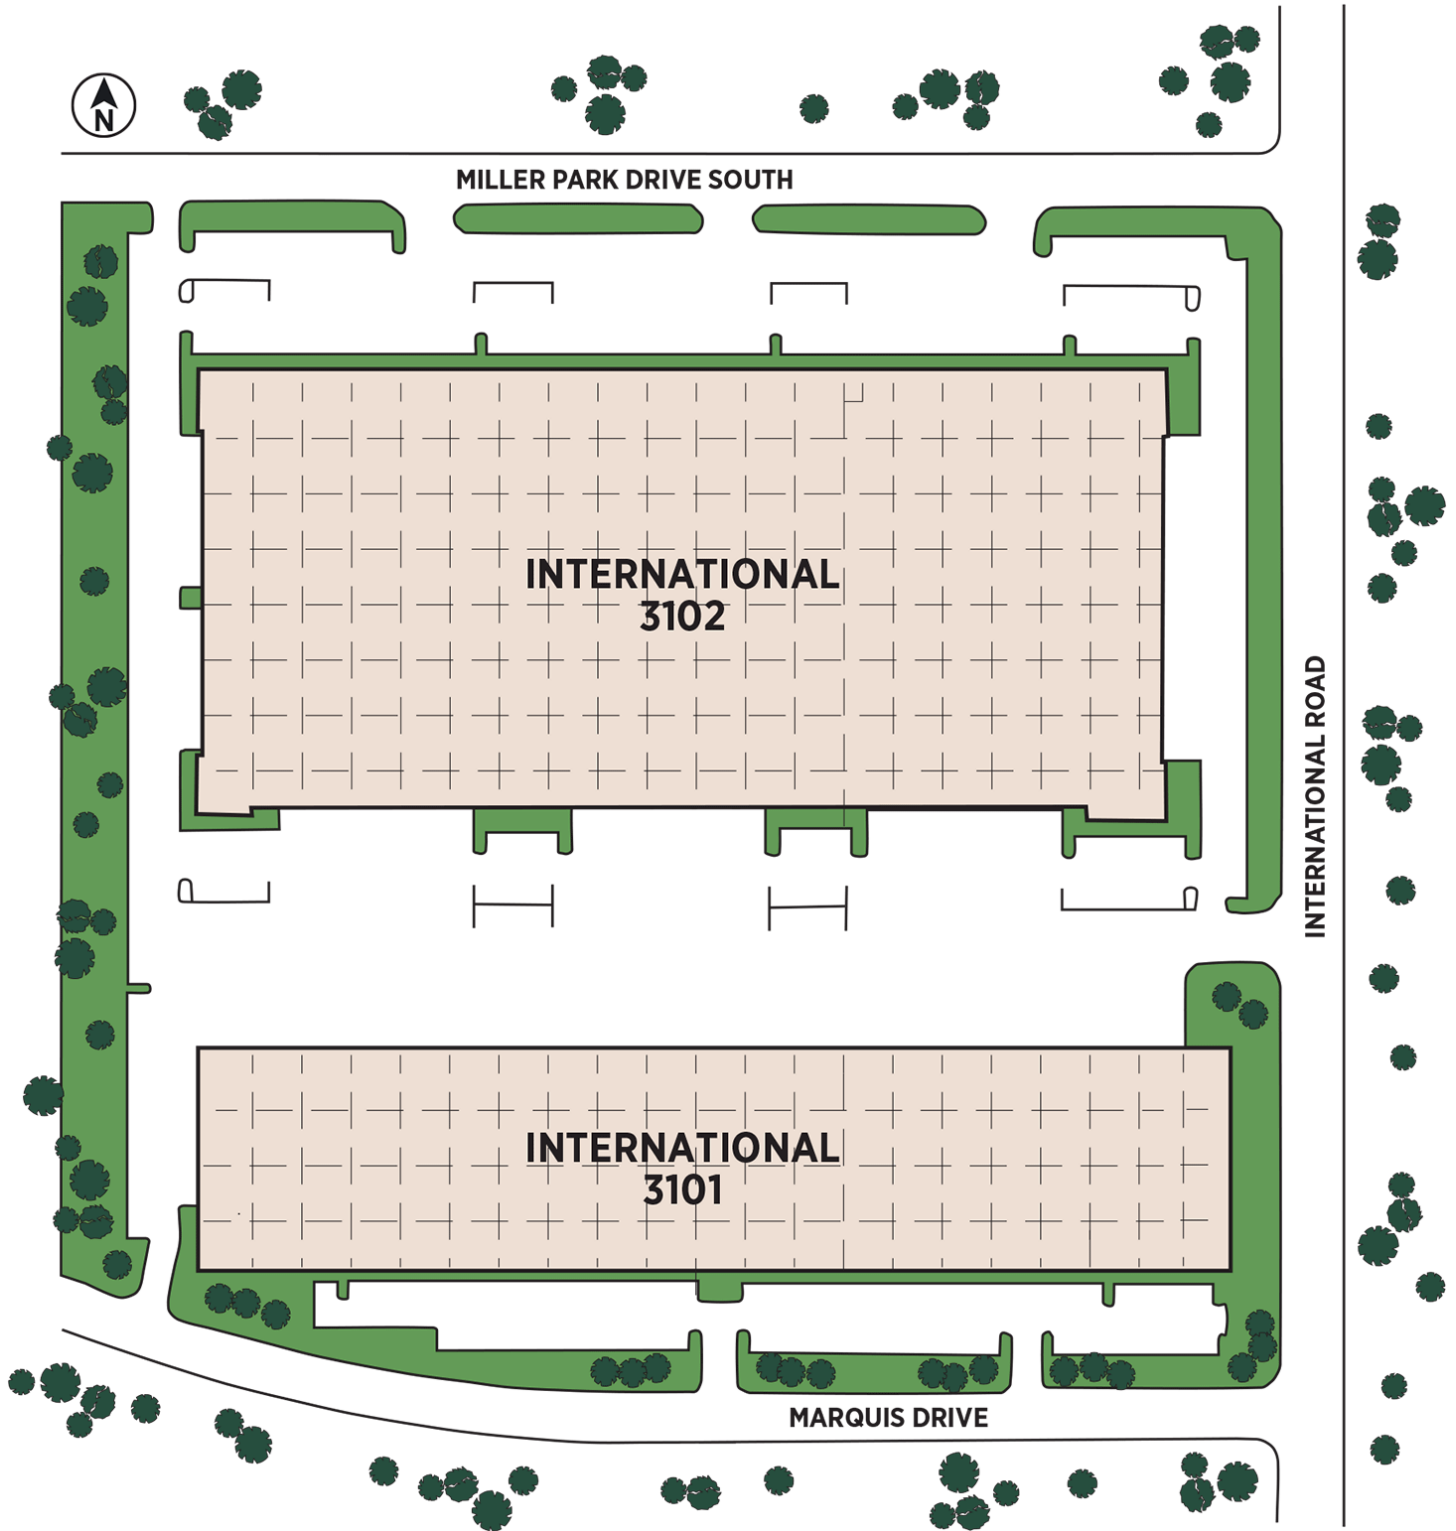 N
MILLER PARK DRIVE SOUTH
INTERNATIONAL
3102
INTERNATIONAL ROAD
INTERNATIONAL
3101
MARQUIS DRIVE